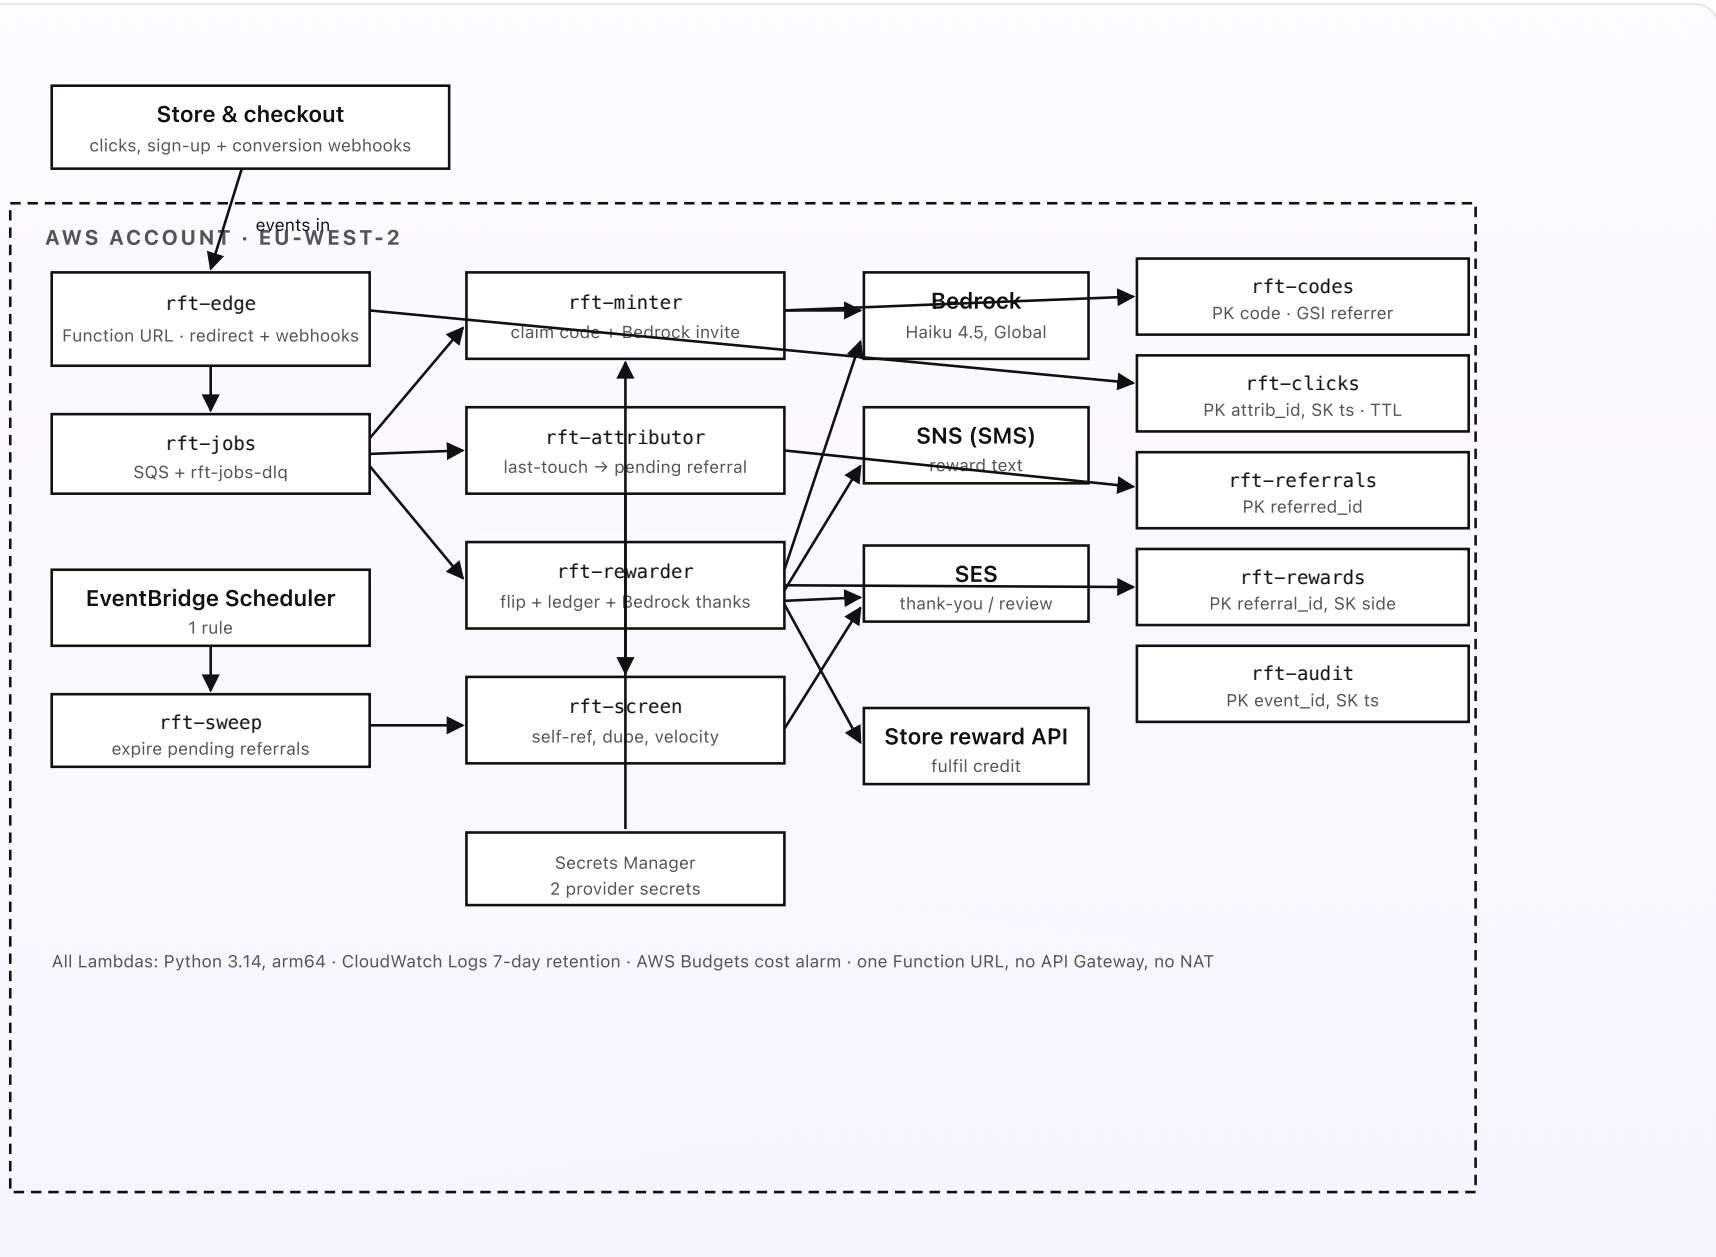 Store & checkout
clicks, sign-up + conversion webhooks
events in
AWS ACCOUNT · EU-WEST-2
rft-edge
Function URL · redirect + webhooks
rft-jobs
SQS + rft-jobs-dlq
EventBridge Scheduler
1 rule
rft-sweep
expire pending referrals
rft-minter
claim code + Bedrock invite
rft-attributor
last-touch → pending referral
rft-rewarder
flip + ledger + Bedrock thanks
rft-screen
self-ref, dupe, velocity
Secrets Manager
2 provider secrets
Bedrock
Haiku 4.5, Global
SNS (SMS)
reward text
SES
thank-you / review
Store reward API
fulfil credit
rft-codes
PK code · GSI referrer
rft-clicks
PK attrib_id, SK ts · TTL
rft-referrals
PK referred_id
rft-rewards
PK referral_id, SK side
rft-audit
PK event_id, SK ts
All Lambdas: Python 3.14, arm64 · CloudWatch Logs 7-day retention · AWS Budgets cost alarm · one Function URL, no API Gateway, no NAT